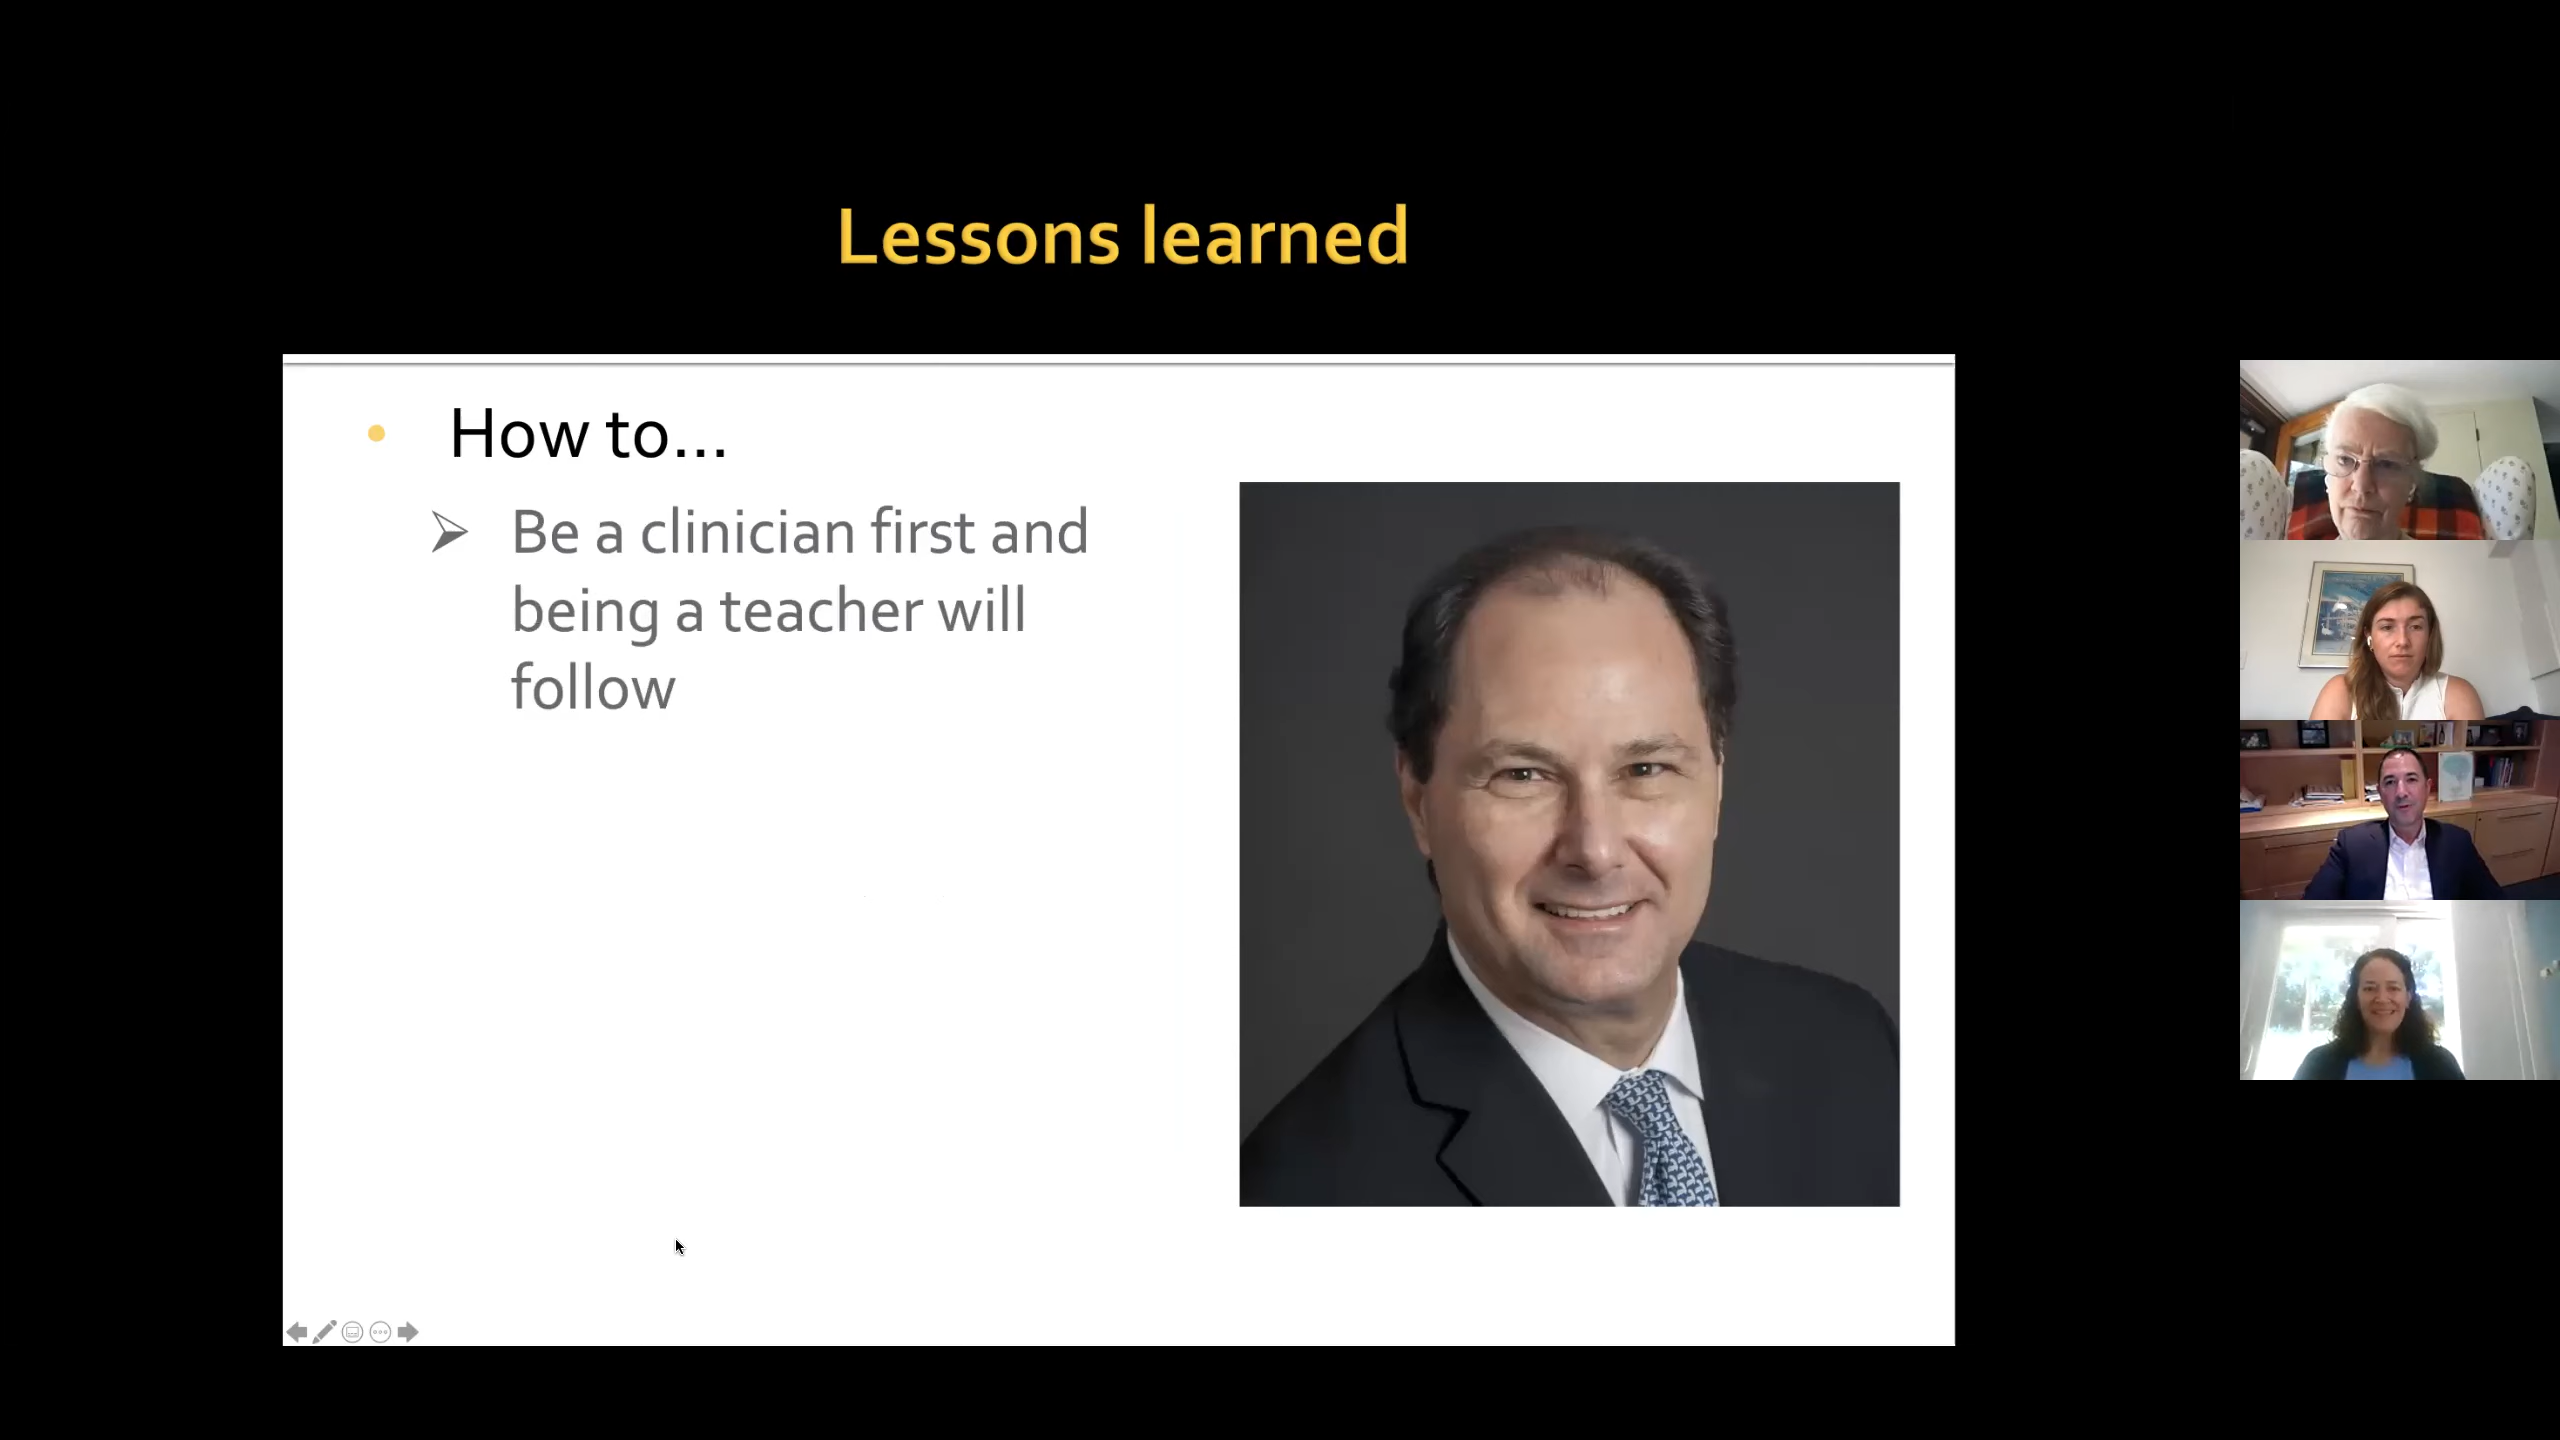 Lessons learned
How to...
Be a clinician first and
being a teacher will
follow